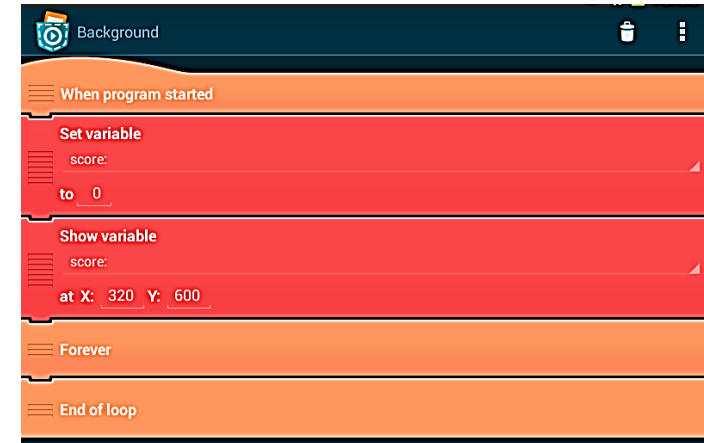 Background
When program started
Set variable
score:
to 0
Show variable
score:
at X: 320 Y: 600
Forever
End of loop